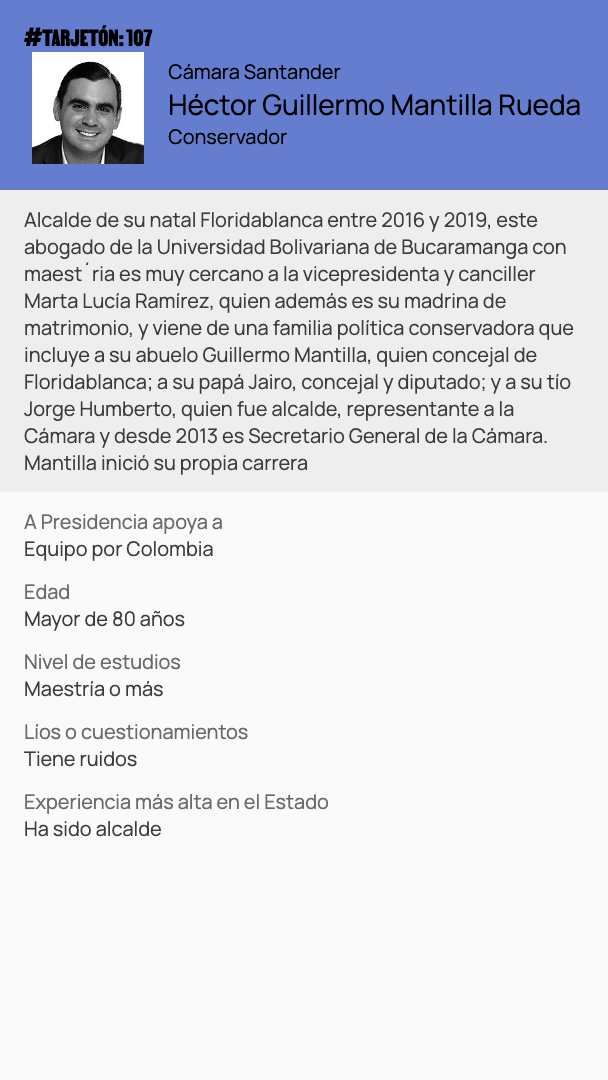 #TARJETÓN: 107
Cámara Santander
Héctor Guillermo Mantilla Rueda
Conservador
Alcalde de su natal Floridablanca entre 2016 y 2019, este
abogado de la Universidad Bolivariana de Bucaramanga con
maest´ria es muy cercano a la vicepresidenta y canciller
Marta Lucía Ramírez, quien además es su madrina de
matrimonio, y viene de una familia política conservadora que
incluye a su abuelo Guillermo Mantilla, quien concejal de
Floridablanca; a su papá Jairo, concejal y diputado; y a su tío
Jorge Humberto, quien fue alcalde, representante a la
Cámara y desde 2013 es Secretario General de la Cámara.
Mantilla inició su propia carrera
A Presidencia apoya a
Equipo por Colombia
Edad
Mayor de 80 años
Nivel de estudios
Maestría o más
Líos o cuestionamientos
Tiene ruidos
Experiencia más alta en el Estado
Ha sido alcalde